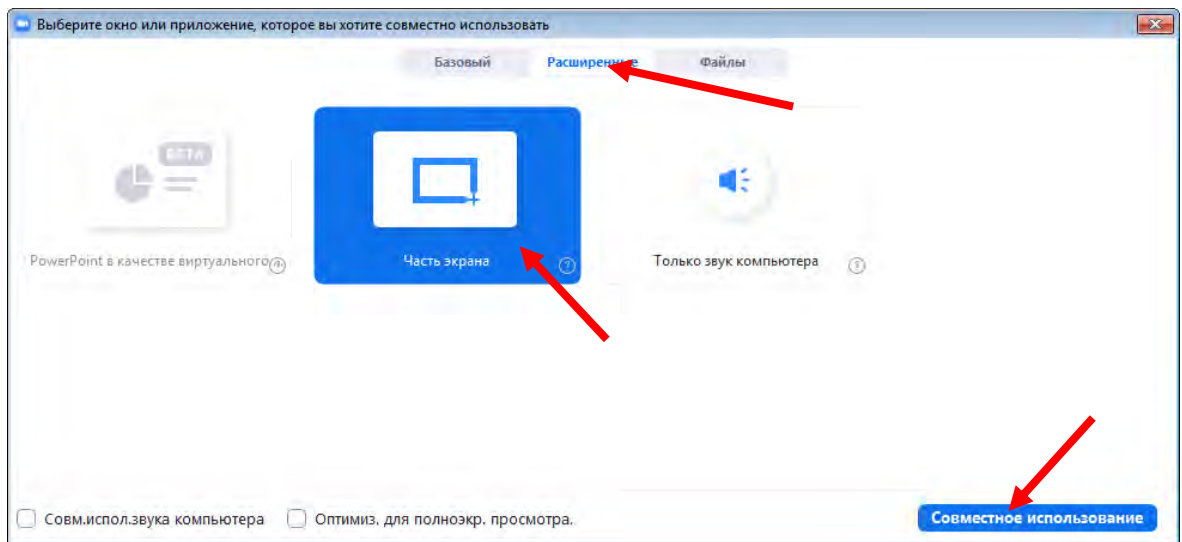 Выберите окно или приложение, которое вы хотите совместно использовать
Базовый Расширенные Файлы
BETA
PowerPoint в качестве виртуального
Часть экрана
Только звук компьютера
Совм.испол.звука компьютера Оптимиз. для полноэкр. просмотра.
Совместное использование